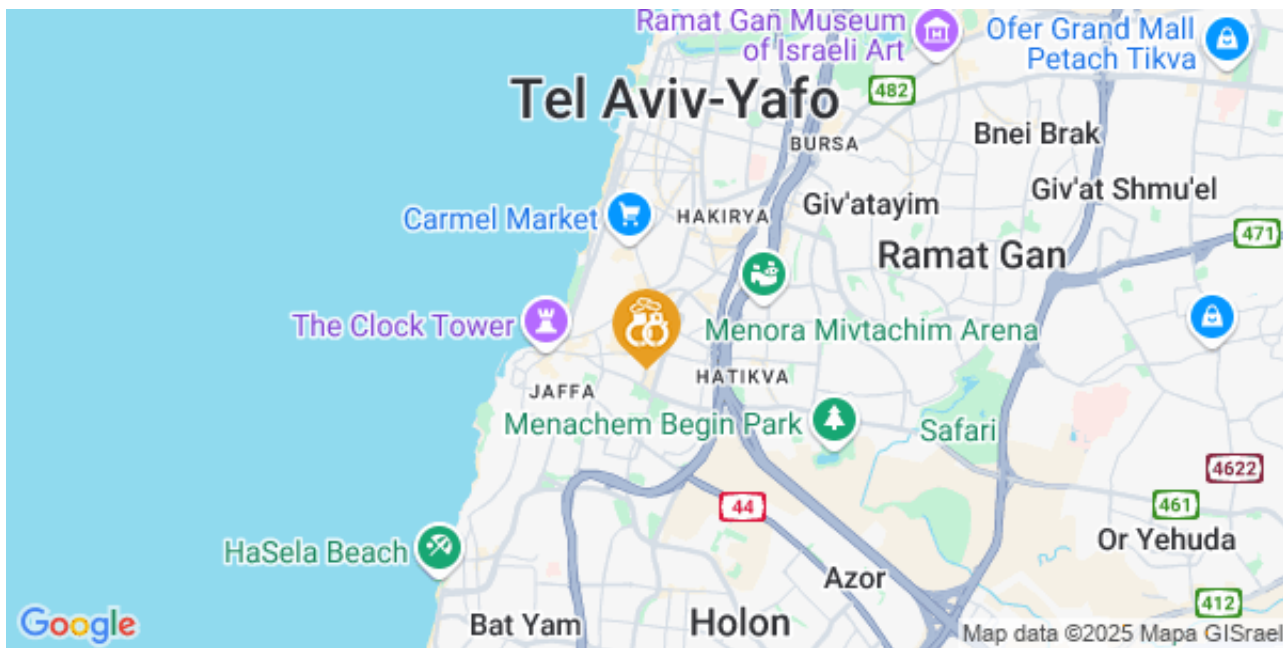 Ramat Gan Museum
of Israeli Art
Ofer Grand Mall
Petach Tikva
482
Tel Aviv-Yafo
BURSA
Bnei Brak
Giv'at Shmu'el
Giv'atayim
Carmel Market
HAKIRYA
471
Ramat Gan
The Clock Tower
Menora Mivtachim Arena
HATIKVA
JAFFA
Menachem Begin Park
Safari
4622
44
461
Or Yehuda
HaSela Beach
Azor
412
Bat Yam
Holon
Google
Map data ©2025 Mapa GISrael